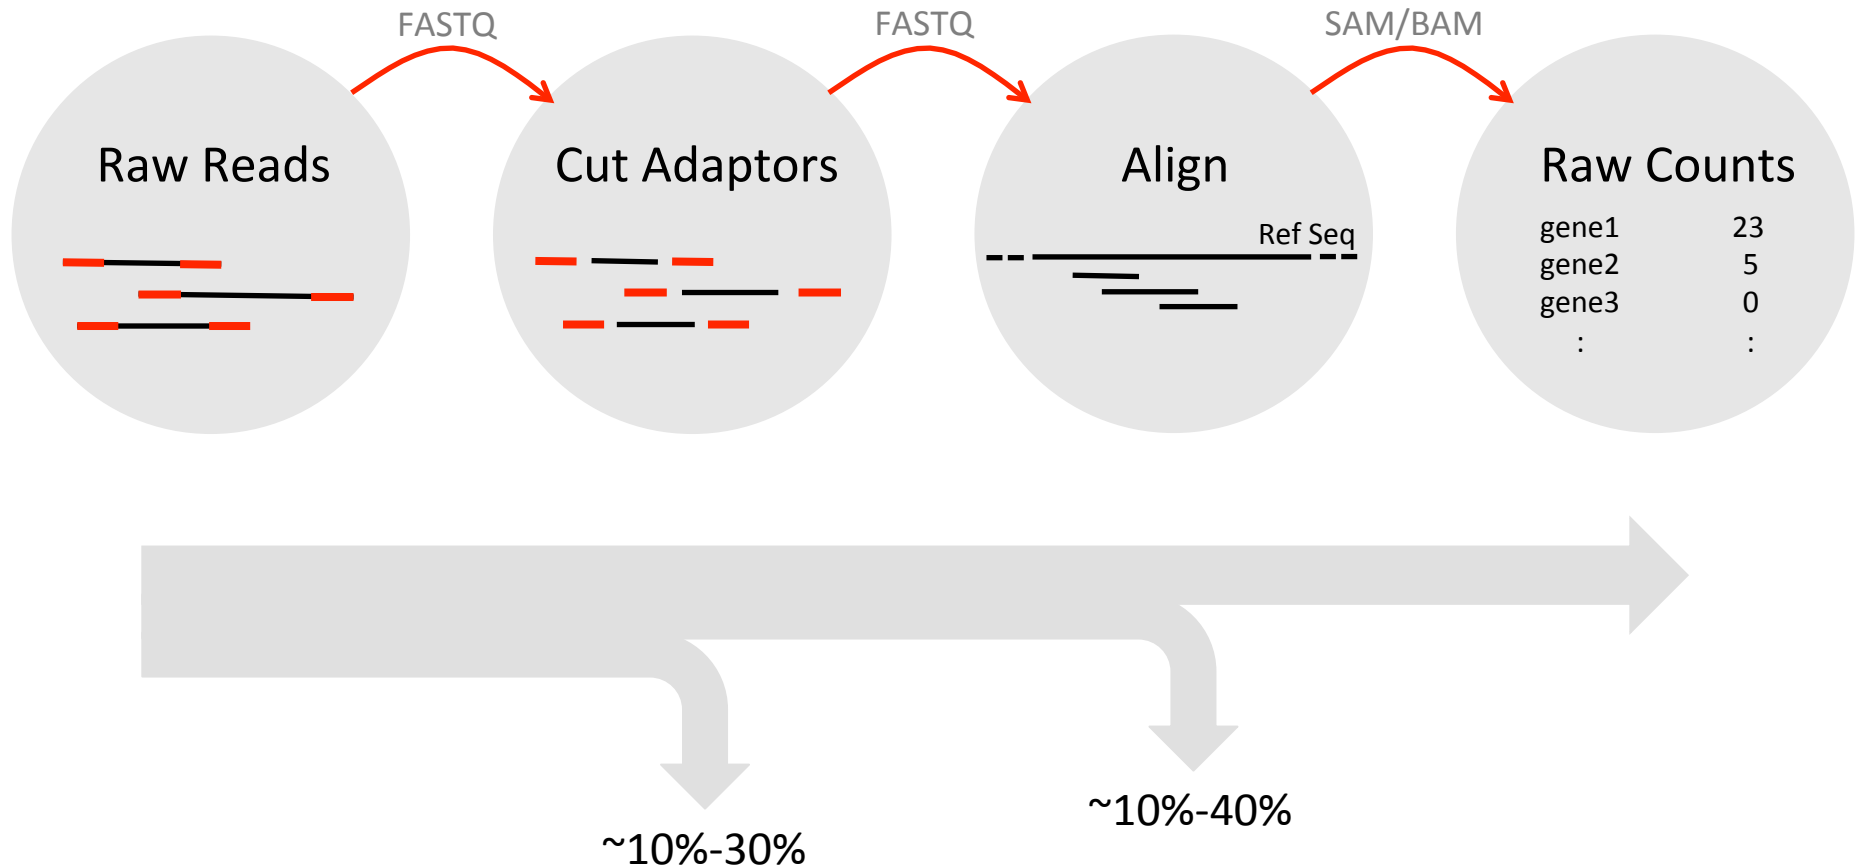 FASTQ
FASTQ
SAM/BAM
Raw Reads
Cut Adaptors
Align
Raw Counts
Ref Seq
gene1 23
gene2 5
gene3 0
: :
~10%-40%
~10%-30%